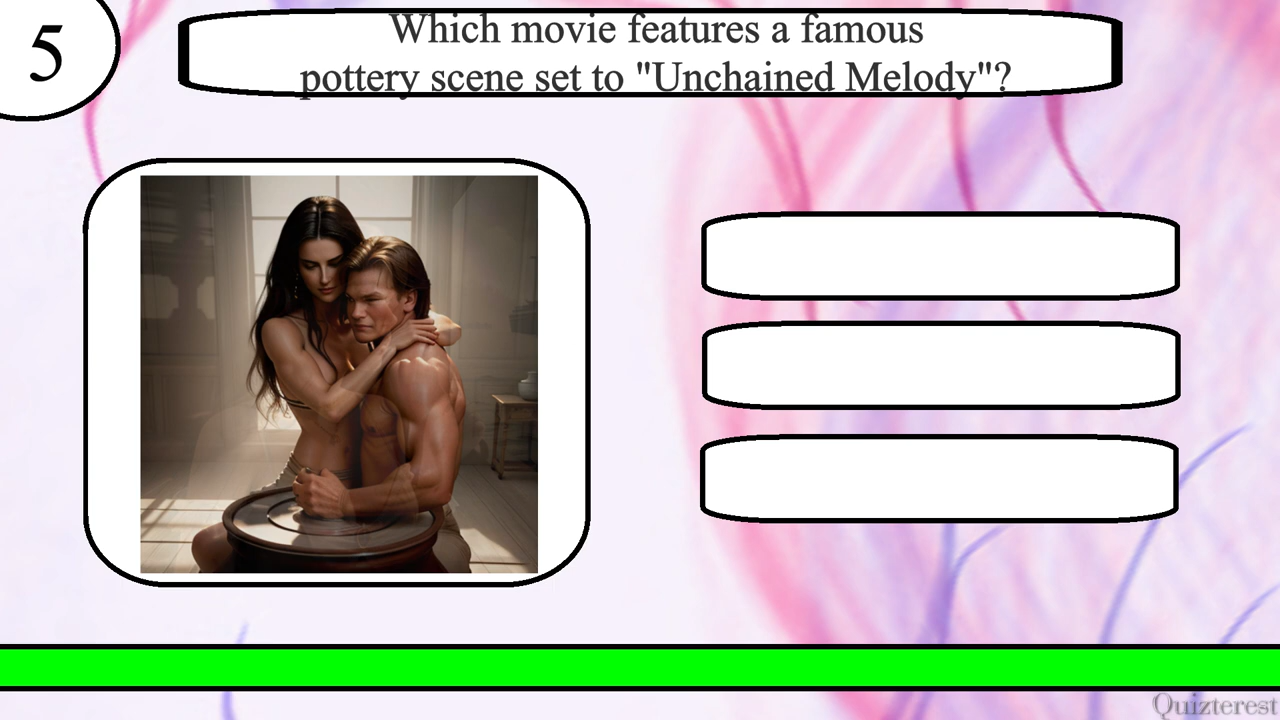 5
Which movie features a famous
pottery scene set to "Unchained Melody"?
Quizterest